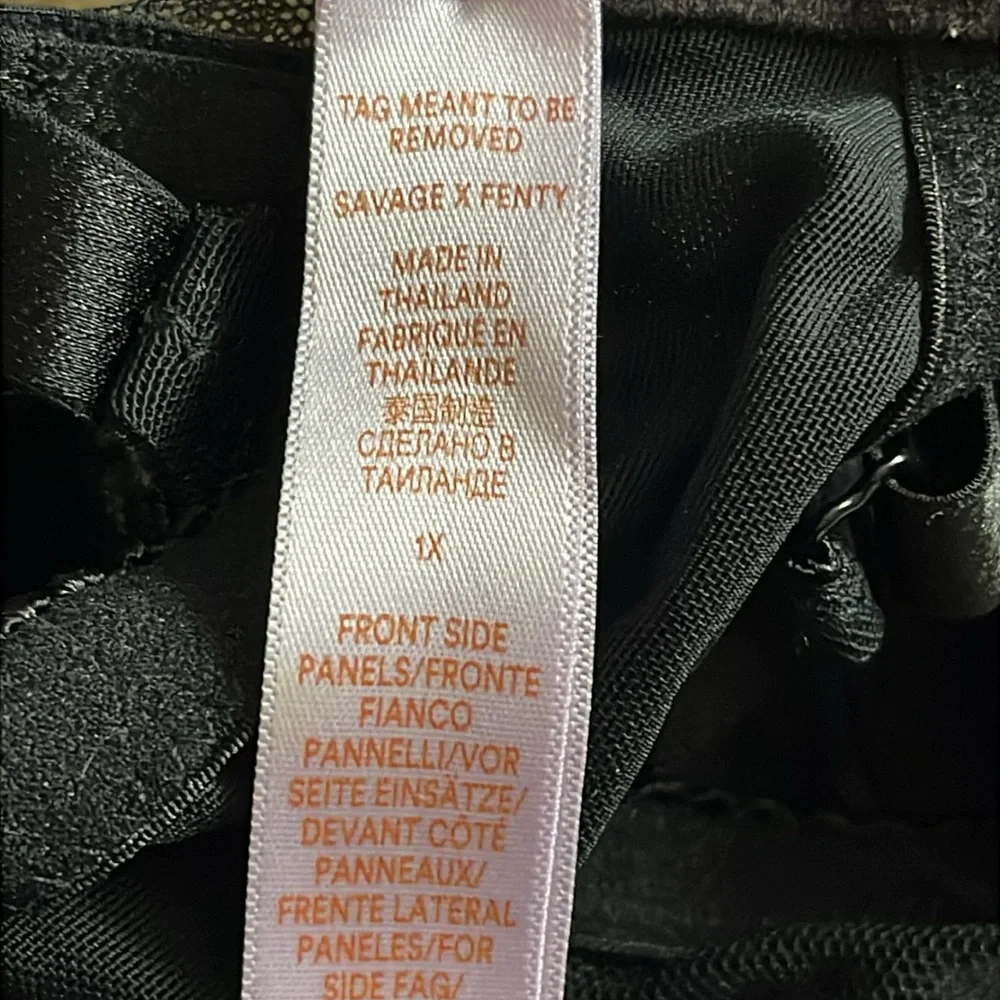 TAG MEANT TO BE
REMOVED
SAVAGE X FENTY
MADE IN
THAILAND
FABRIQUÉ EN
THAÏLANDE
泰国制造
СДЕЛАНО В
ТАИЛАНДЕ
1X
FRONT SIDE
PANELS/FRONTE
FIANCO
PANNELLI/VOR
SEITE EINSÄTZE/
DEVANT CÔTÉ
PANNEAUX/
FRENTE LATERAL
PANELES/FOR
SIDE FAG/